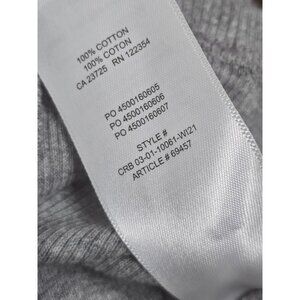 100% COTTON
100% COTON
CA 23725 RN 122354
PO 4500160605
PO 4500160606
PO 4500160607
STYLE #
CRB 03-01-10061-WI21
ARTICLE # 69457